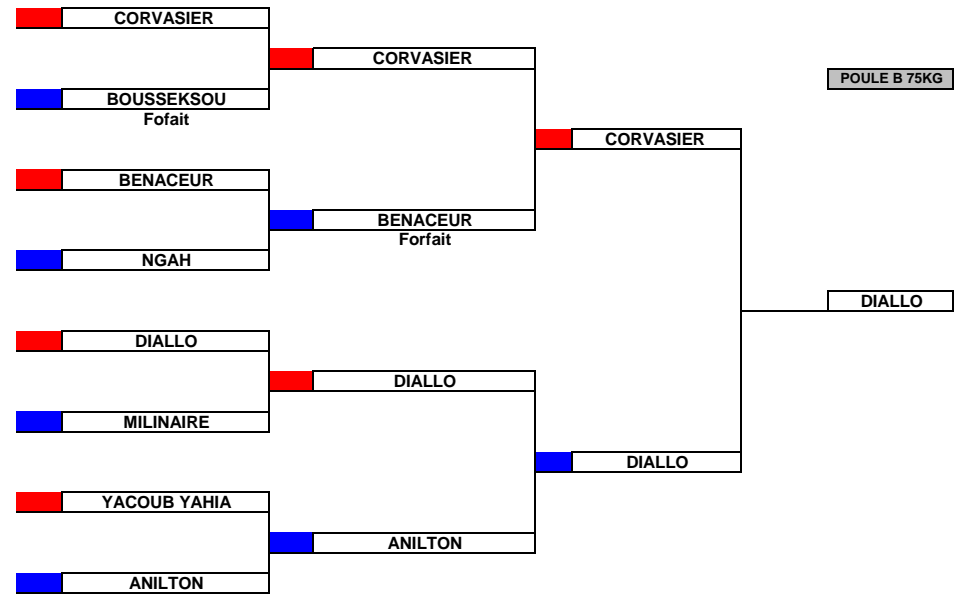 CORVASIER
CORVASIER
POULE B 75KG
BOUSSEKSOU
Fofait
CORVASIER
BENACEUR
BENACEUR
Forfait
NGAH
DIALLO
DIALLO
DIALLO
MILINAIRE
DIALLO
YACOUB YAHIA
ANILTON
ANILTON